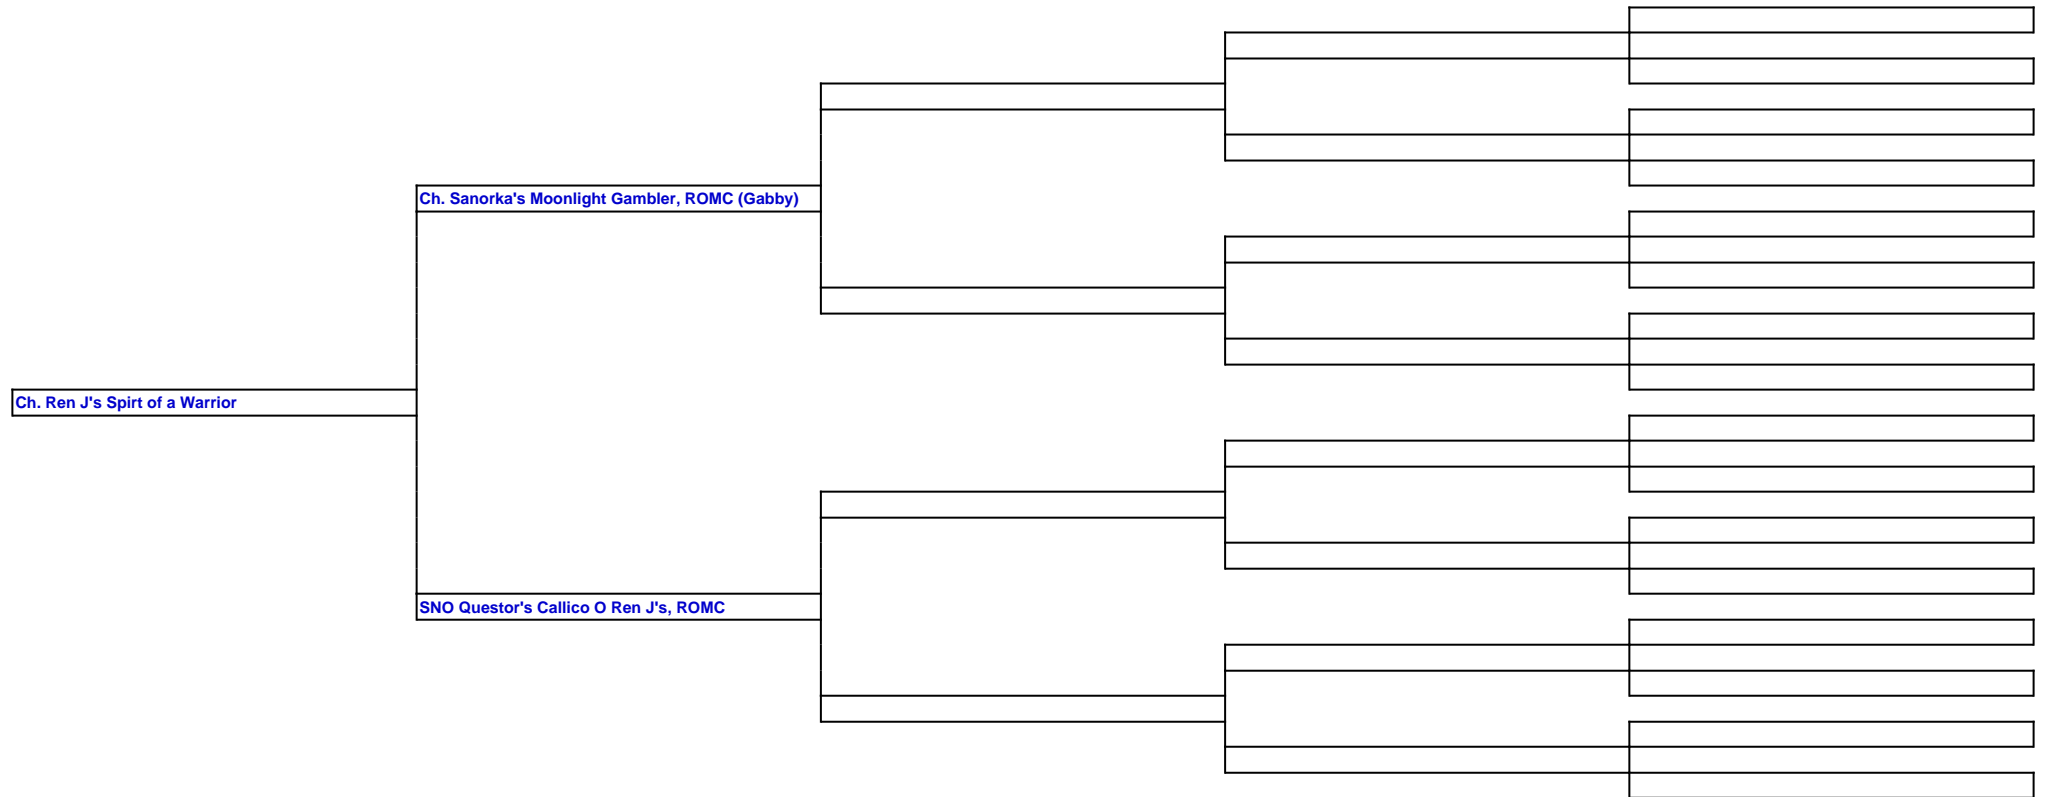 Ch. Sanorka's Moonlight Gambler, ROMC (Gabby)
Ch. Ren J's Spirt of a Warrior
SNO Questor's Callico O Ren J's, ROMC